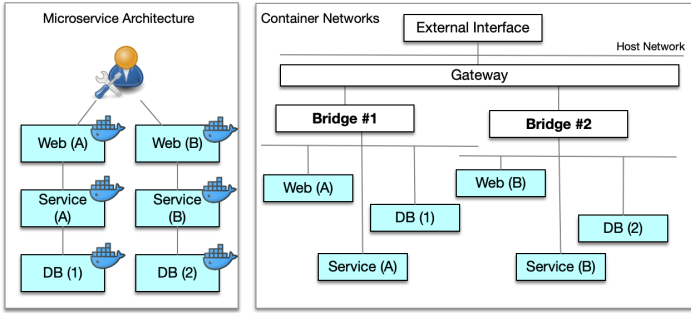 Microservice Architecture
Web (A)
Web (B)
Service
(A)
Service
(B)
DB (1)
DB (2)
Container Networks
External Interface
Host Network
Gateway
Bridge #1
Bridge #2
Web (A)
Web (B)
DB (1)
DB (2)
Service (A)
Service (B)